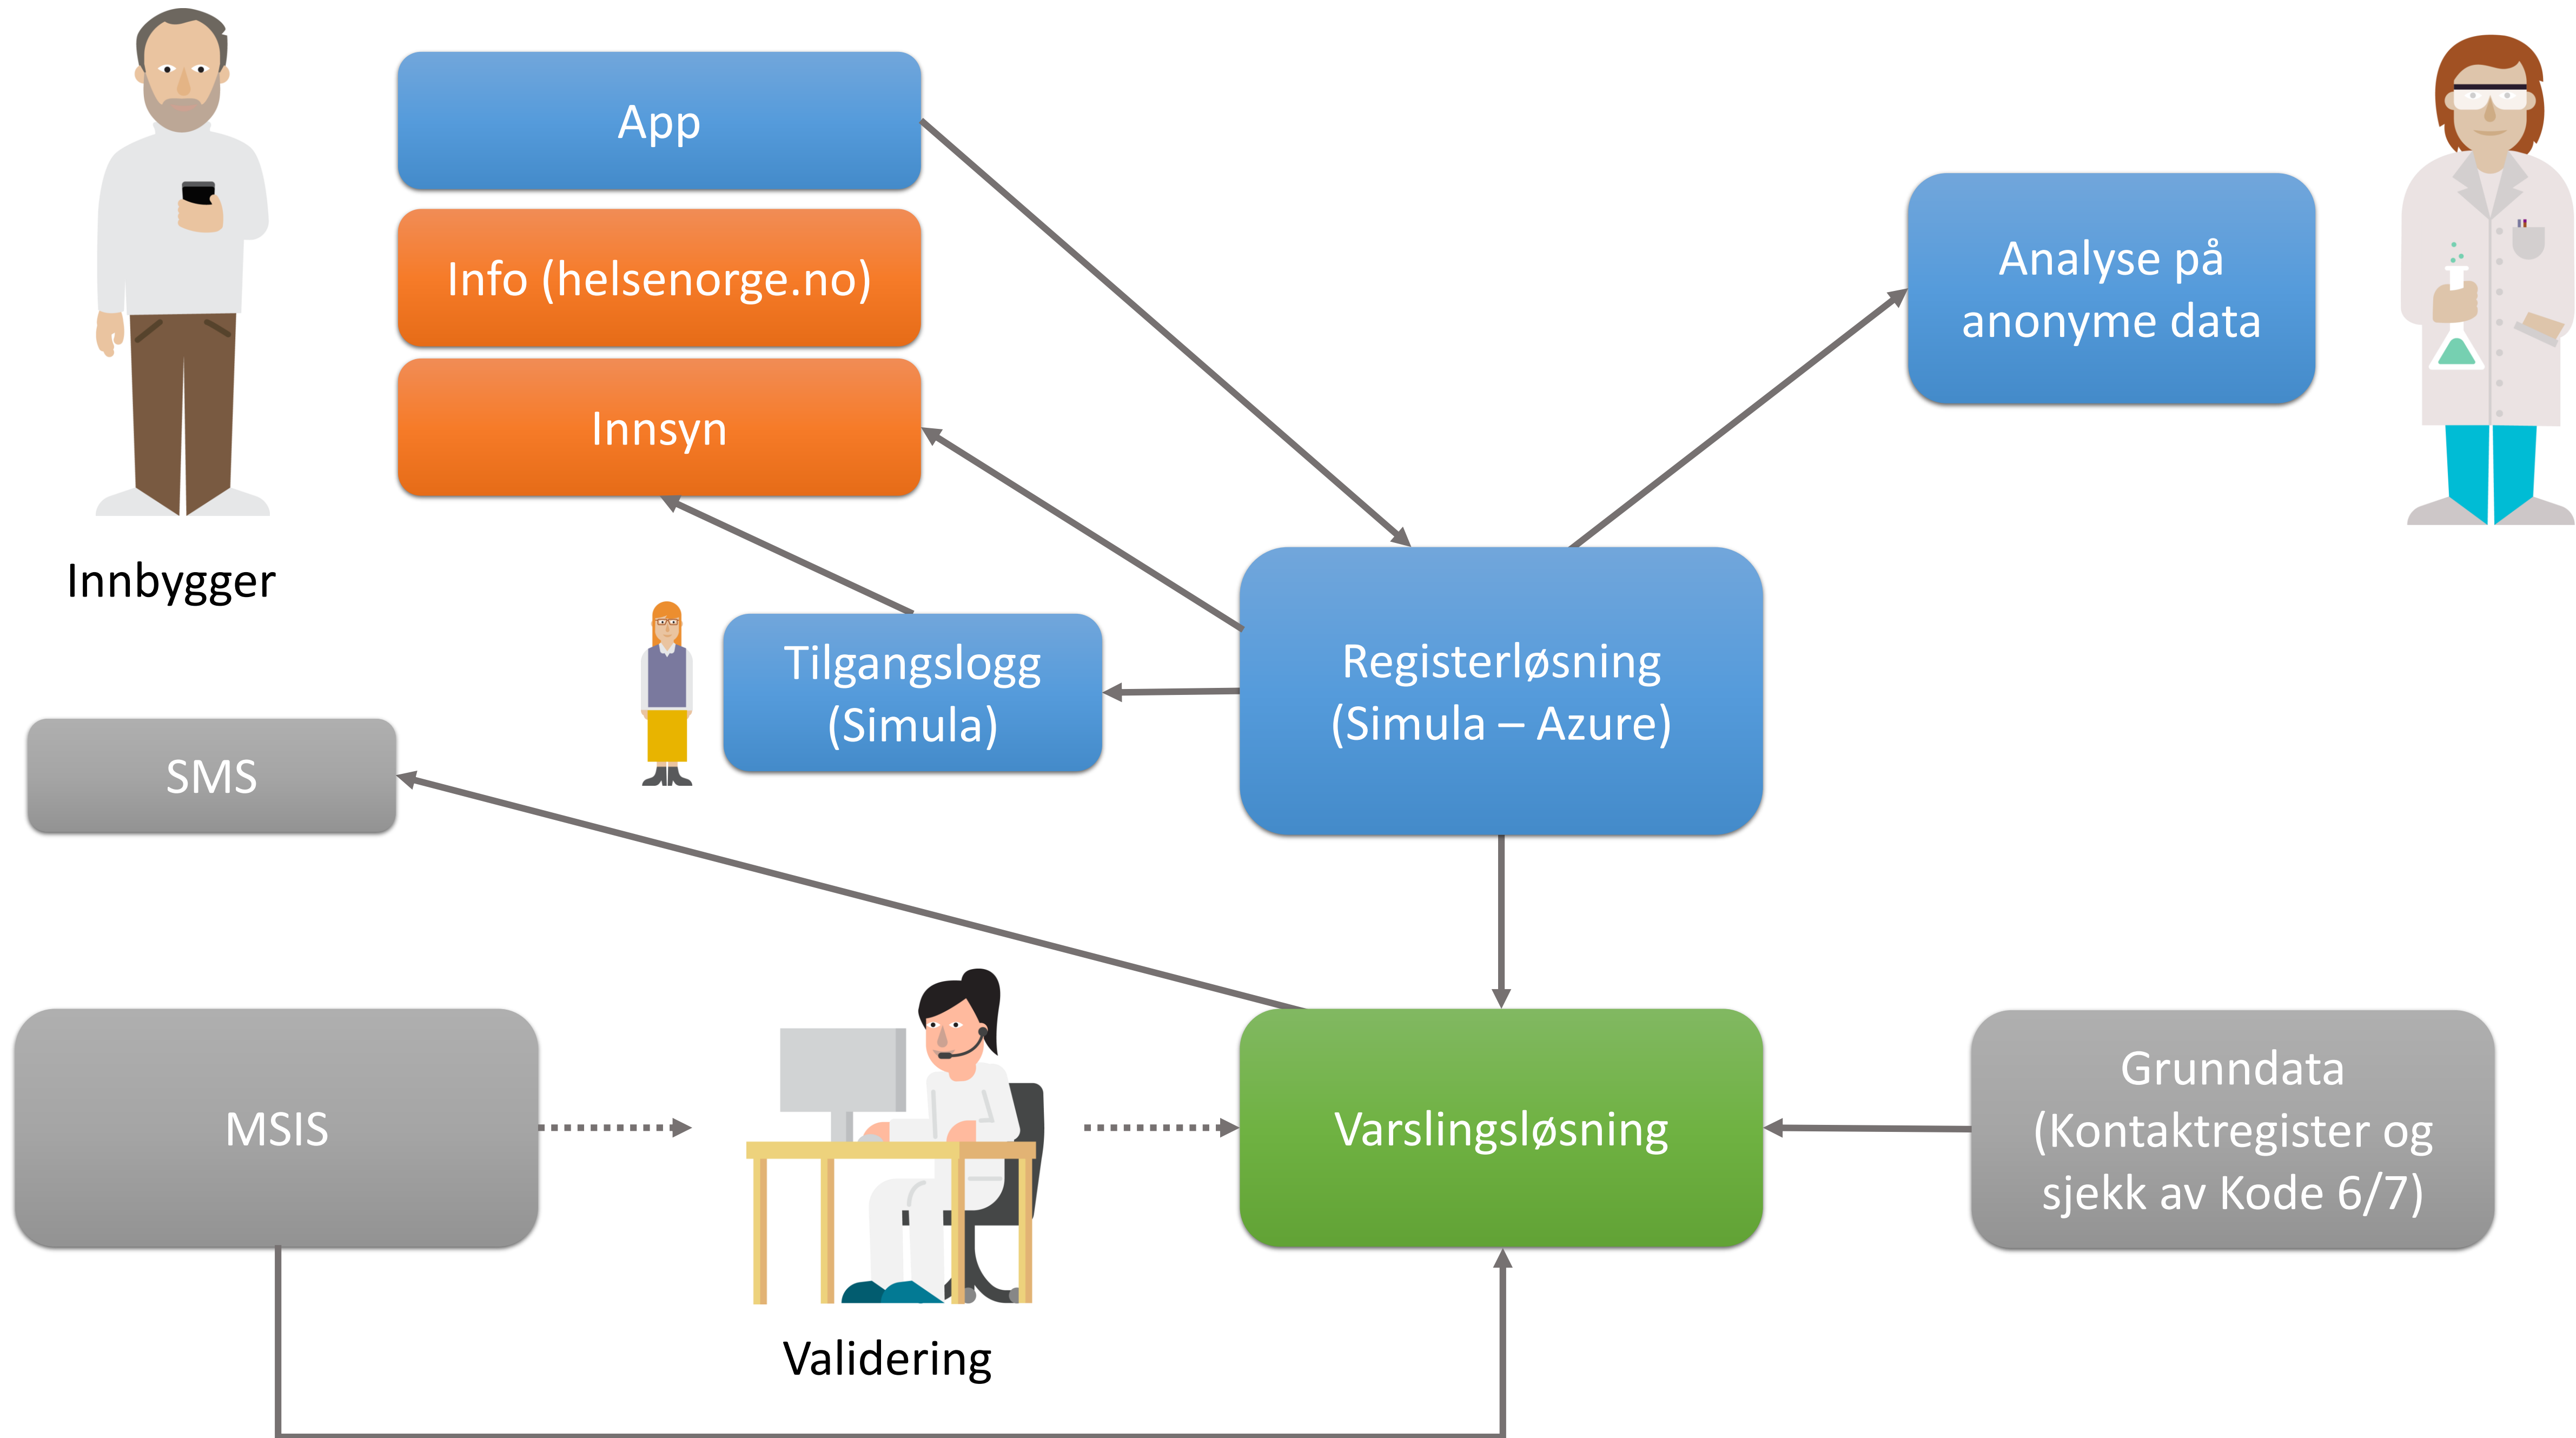 App
Info (helsenorge.no)
Innsyn
Analyse på
anonyme data
Innbygger
Tilgangslogg
(Simula)
Registerløsning
(Simula – Azure)
SMS
MSIS
Validering
Varslingsløsning
Grunndata
(Kontaktregister og
sjekk av Kode 6/7)